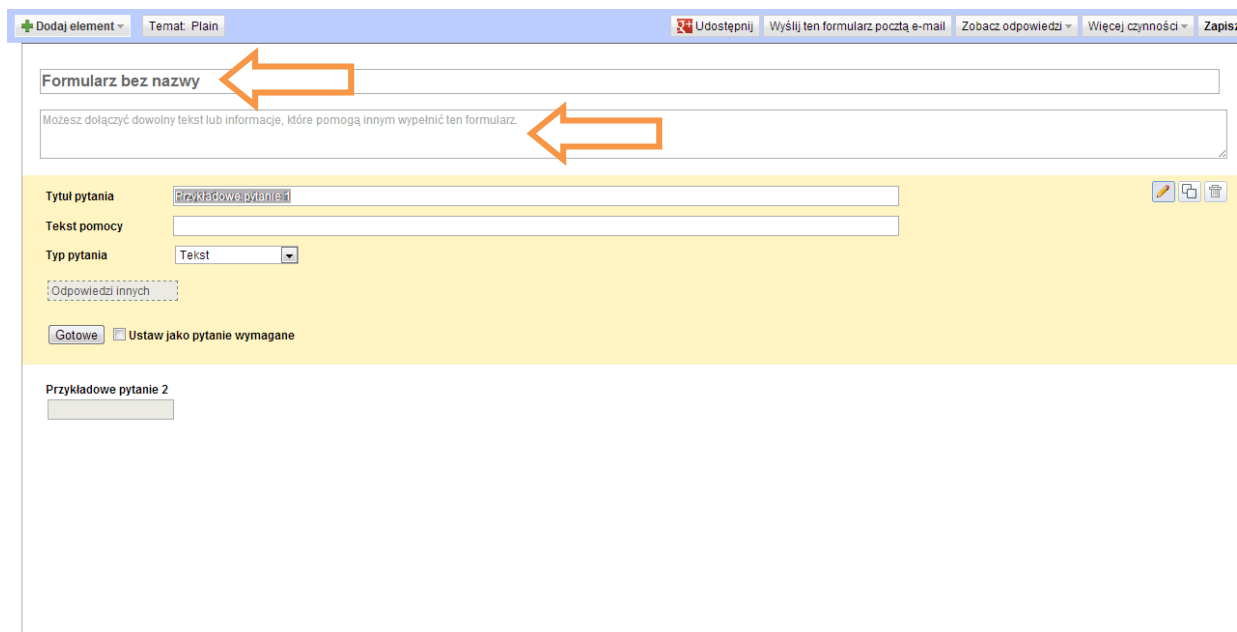 Dodaj element Temat: Plain Udostępnij Wyślij ten formularz pocztą e-mail Zobacz odpowiedzi Więcej czynności Zapisz
Formularz bez nazwy
Możesz dołączyć dowolny tekst lub informacje, które pomogą innym wypełnić ten formularz.
Tytuł pytania Przykładowe pytanie 1
Tekst pomocy
Typ pytania Tekst
Odpowiedzi innych
Gotowe Ustaw jako pytanie wymagane
Przykładowe pytanie 2